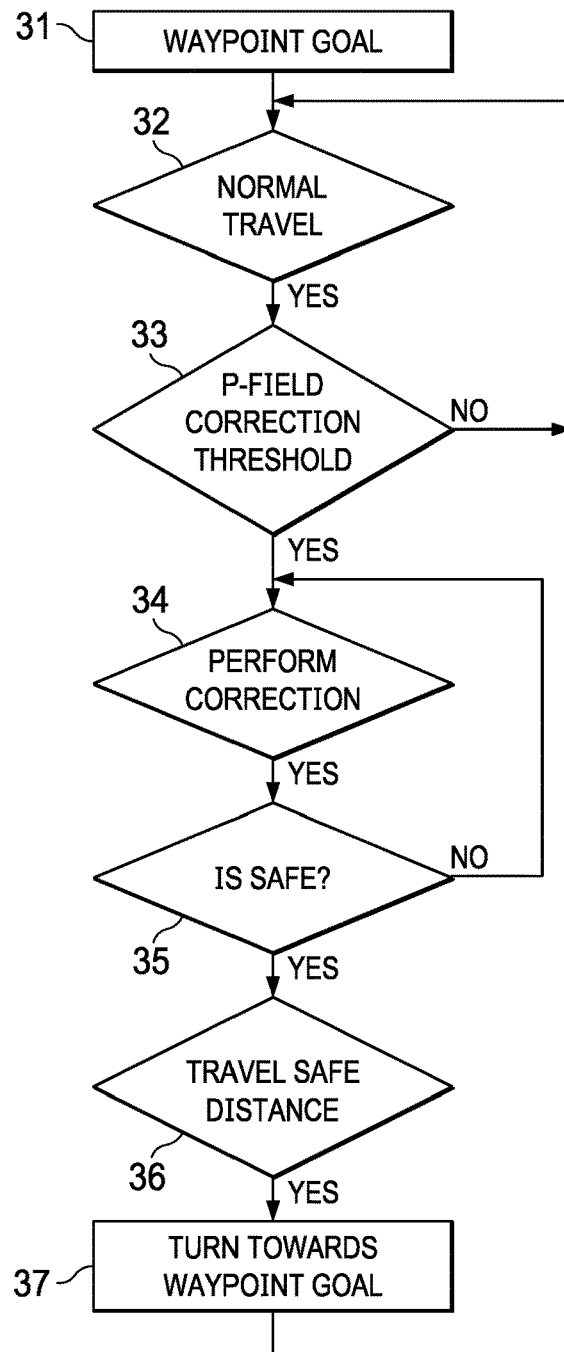 31
WAYPOINT GOAL
32
NORMAL
TRAVEL
YES
33
P-FIELD
CORRECTION
THRESHOLD
NO
YES
34
PERFORM
CORRECTION
YES
IS SAFE?
NO
35
YES
TRAVEL SAFE
DISTANCE
36
YES
TURN TOWARDS
WAYPOINT GOAL
37